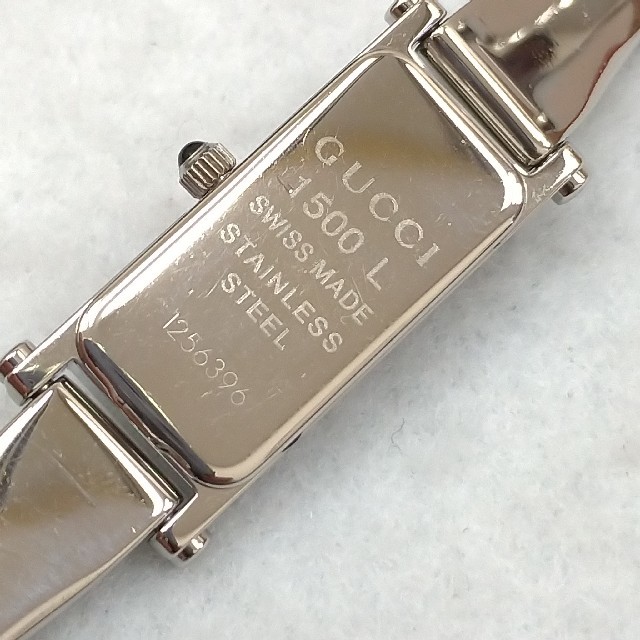 GUCCI
1500 L
SWISS MADE
STAINLESS
STEEL
1256396